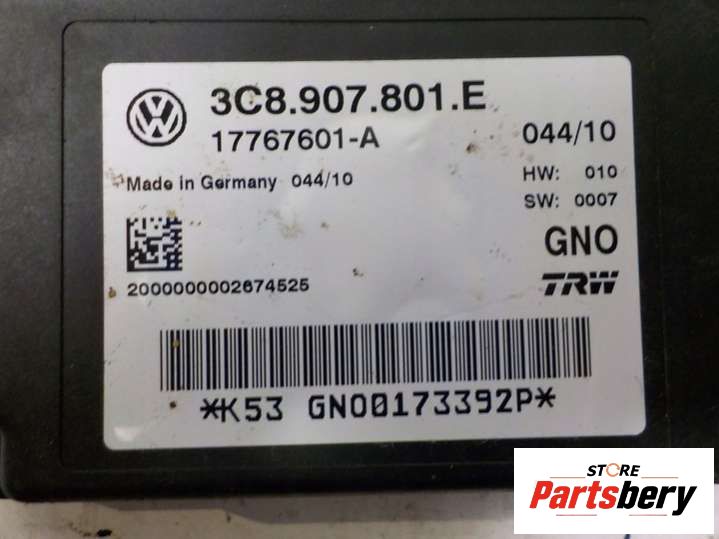 3C8.907.801.E
17767601-A 044/10
Made in Germany 044/10 HW: 010
SW: 0007
GNO
2000000002674525 TRW
*K53 GNO0173392P*
STORE
Partsbery